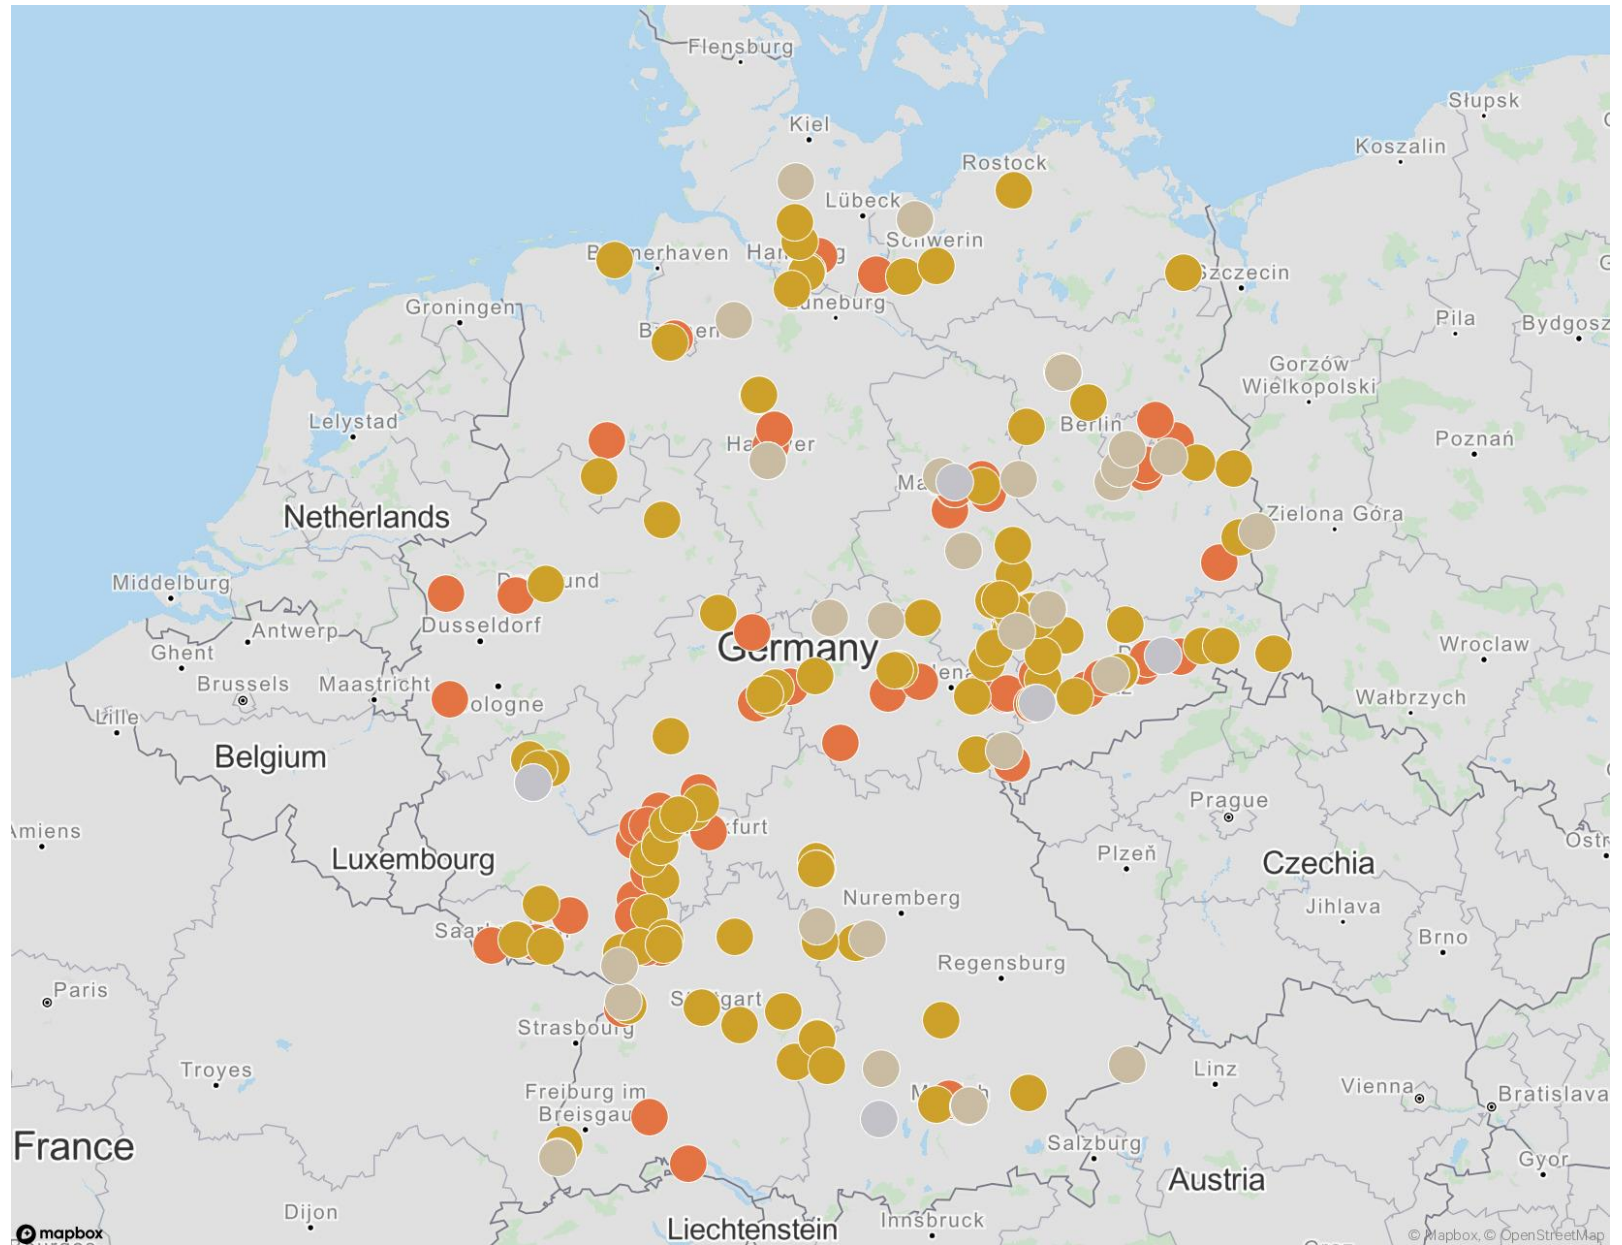 Flensburg
Słupsk
Kiel
Koszalin
Rostock
Lübeck
Schwerin
merhaven
Szczecin
Groningen
Piła
Bydgosz
Gorzów
Wielkopolski
Lelystad
Berlin
Poznań
Netherlands
Zielona Góra
Middelburg
Antwerp
Dusseldorf
Ghent
Germany
Wroclaw
Brussels
Maastricht
Wałbrzych
Lille
Belgium
Prague
Amiens
Luxembourg
Plzeň
Czechia
Nuremberg
Jihlava
Brno
Regensburg
Paris
Strasbourg
Troyes
Linz
Vienna
Bratislava
Freiburg im
Breisgau
France
Salzburg
Gyor
Austria
Dijon
Liechtenstein
Innsbruck
mapbox
© Mapbox, © OpenStreetMap